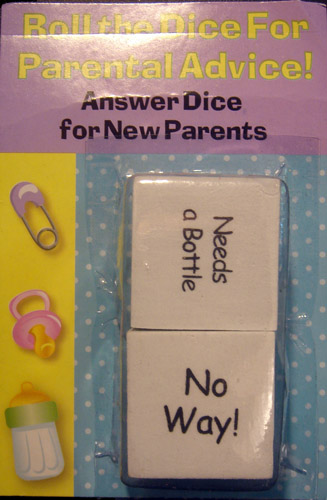 Roll the Dice For
Parental Advice!
Answer Dice
for New Parents
Needs
a Bottle
No
Way!